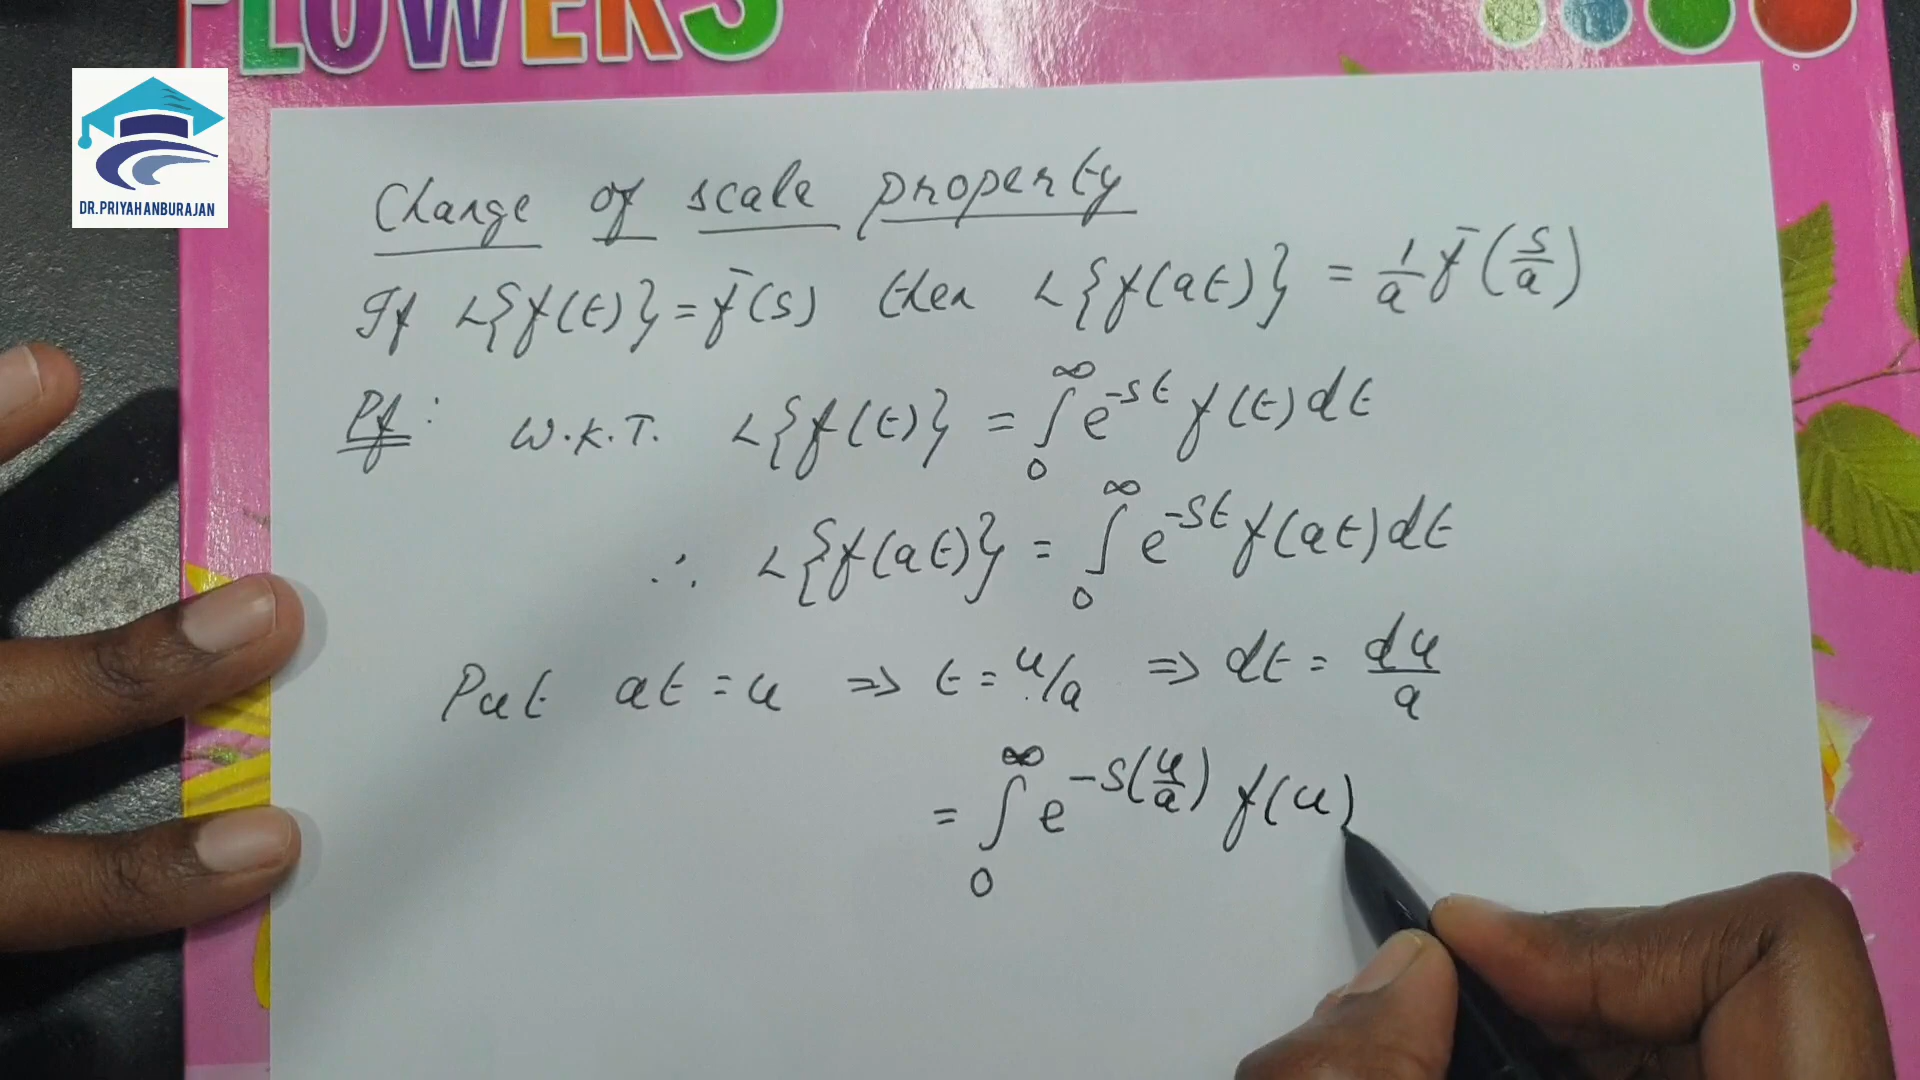 FLOWERS
DR.PRIYAHANBURAJAN
Change of scale property
If L{f(t)} = f̄(s) then L{f(at)} = 1/a f̄(s/a)
Pf: W.K.T. L{f(t)} = ∫₀^∞ e^{-st} f(t) dt
∴ L{f(at)} = ∫₀^∞ e^{-st} f(at) dt
Put at = u ⇒ t = u/a ⇒ dt = du/a
= ∫₀^∞ e^{-s(u/a)} f(u)